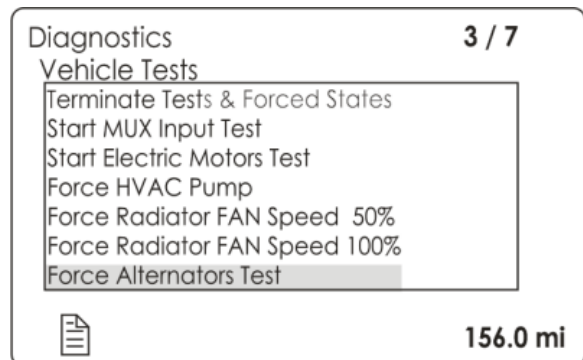 Diagnostics 3 / 7
Vehicle Tests
Terminate Tests & Forced States
Start MUX Input Test
Start Electric Motors Test
Force HVAC Pump
Force Radiator FAN Speed 50%
Force Radiator FAN Speed 100%
Force Alternators Test
156.0 mi